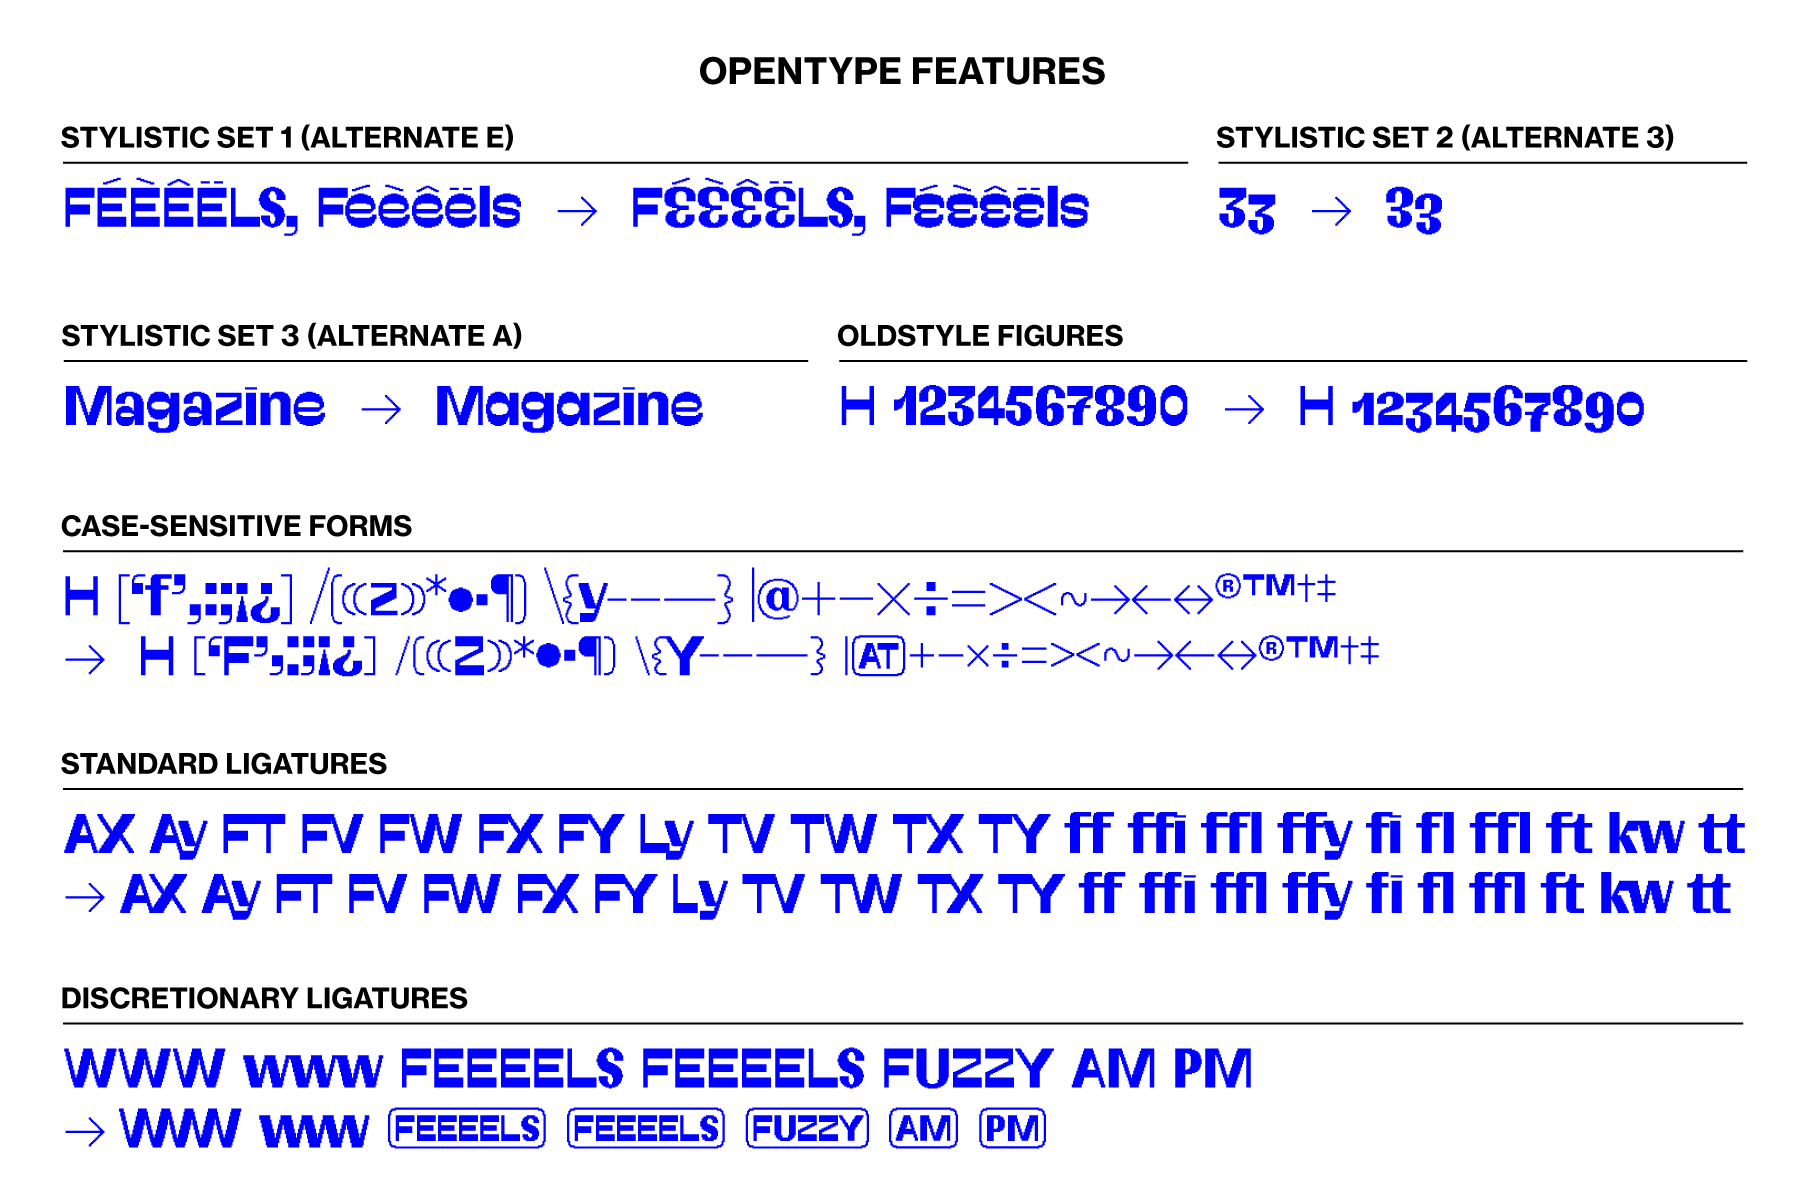 OPENTYPE FEATURES
STYLISTIC SET 1 (ALTERNATE E)
FÉÈÊËLS, Féèêëls → FÉÈÊËLS, Féèêëls
STYLISTIC SET 2 (ALTERNATE 3)
33 → 33
STYLISTIC SET 3 (ALTERNATE A)
Magazine → Magazine
OLDSTYLE FIGURES
H 1234567890 → H 1234567890
CASE-SENSITIVE FORMS
H [‘f’,.:;¡¿] /(((z))*•·¶) \{y-–—} |@+−×÷=><~→←↔®™†‡
→ H [‘F’,.:;¡¿] /(((Z))*•·¶) \{Y-–—} |AT+−×÷=><~→←↔®™†‡
STANDARD LIGATURES
AX Ay FT FV FW FX FY Ly TV TW TX TY ff ffi ffl ffy fi fl ffl ft kw tt
→ AX Ay FT FV FW FX FY Ly TV TW TX TY ff ffi ffl ffy fi fl ffl ft kw tt
DISCRETIONARY LIGATURES
WWW www FEEEELS FEEEELS FUZZY AM PM
→ WWW www FEEEELS FEEEELS FUZZY AM PM